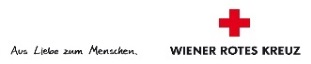 Aus Liebe zum Menschen.
WIENER ROTES KREUZ